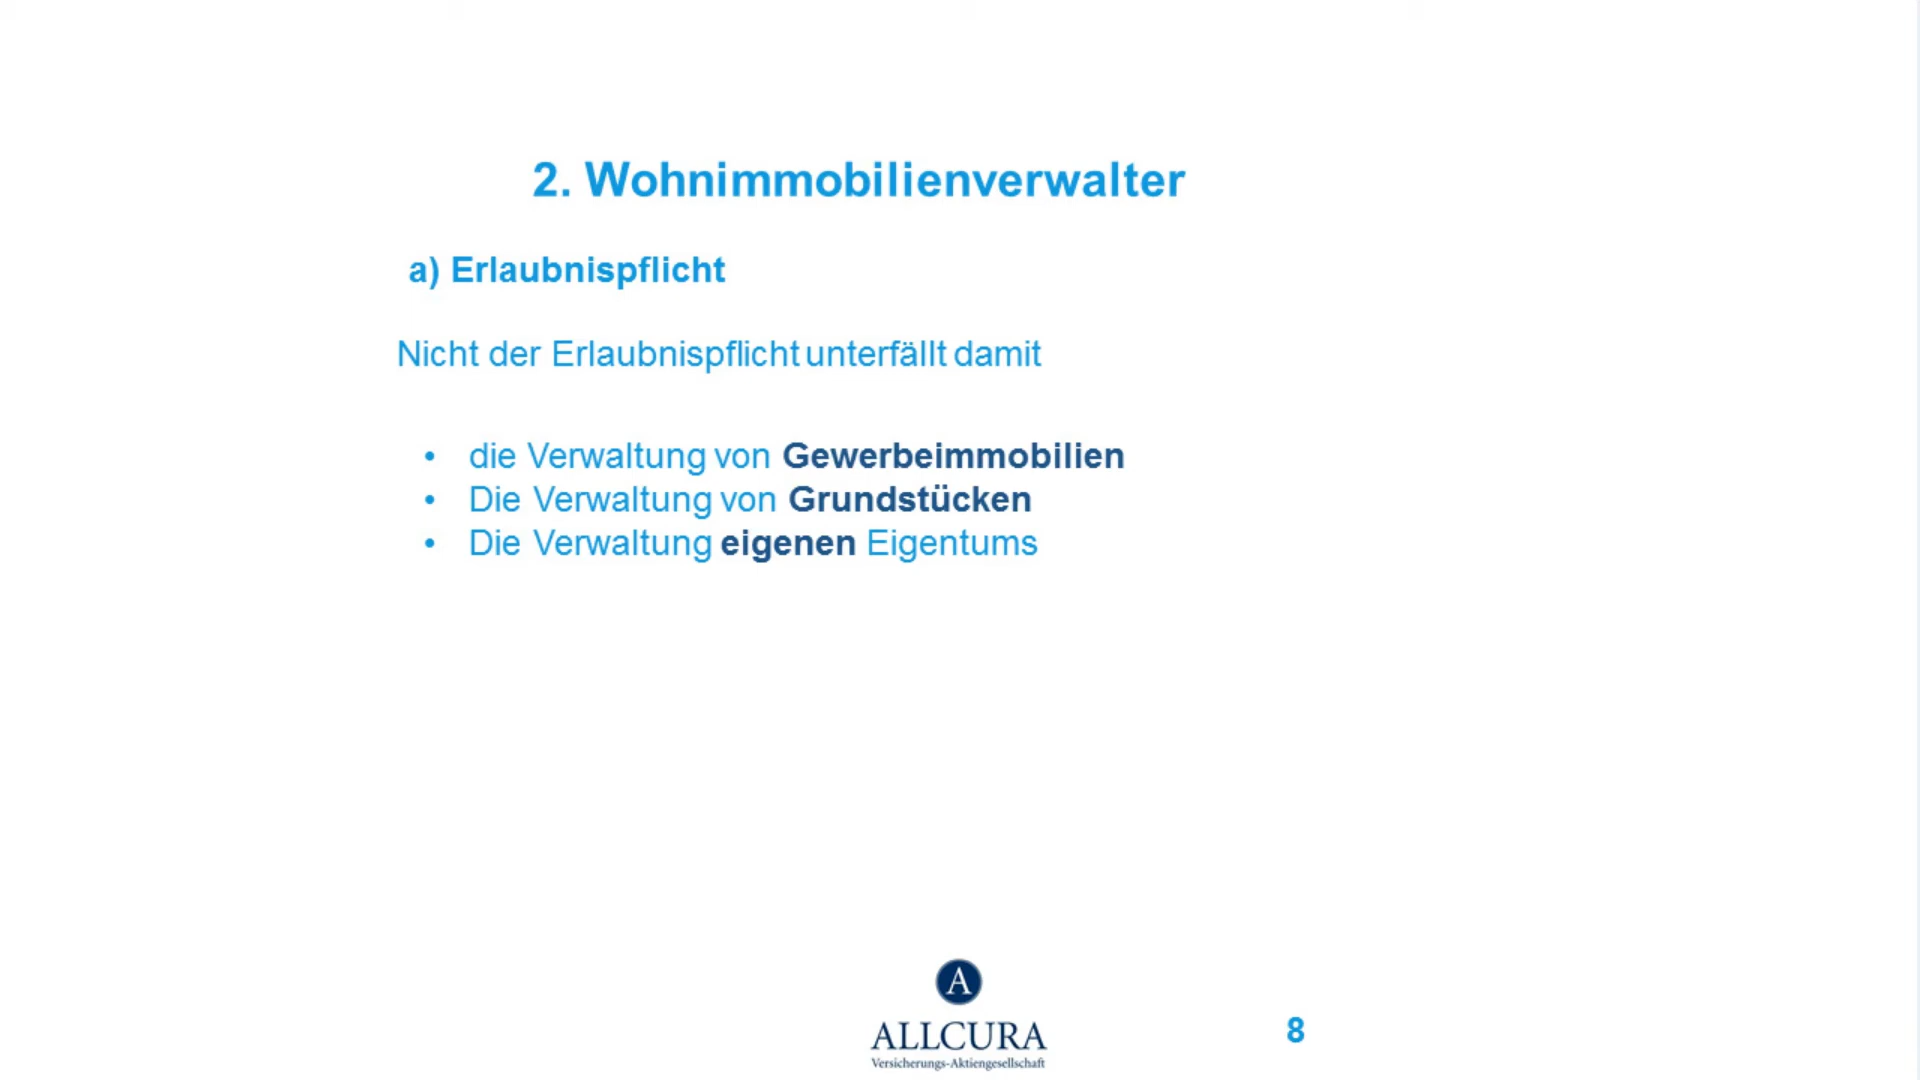 2. Wohnimmobilienverwalter
a) Erlaubnispflicht
Nicht der Erlaubnispflicht unterfällt damit
• die Verwaltung von Gewerbeimmobilien
• Die Verwaltung von Grundstücken
• Die Verwaltung eigenen Eigentums
A
ALLCURA
Versicherungs-Aktiengesellschaft
8